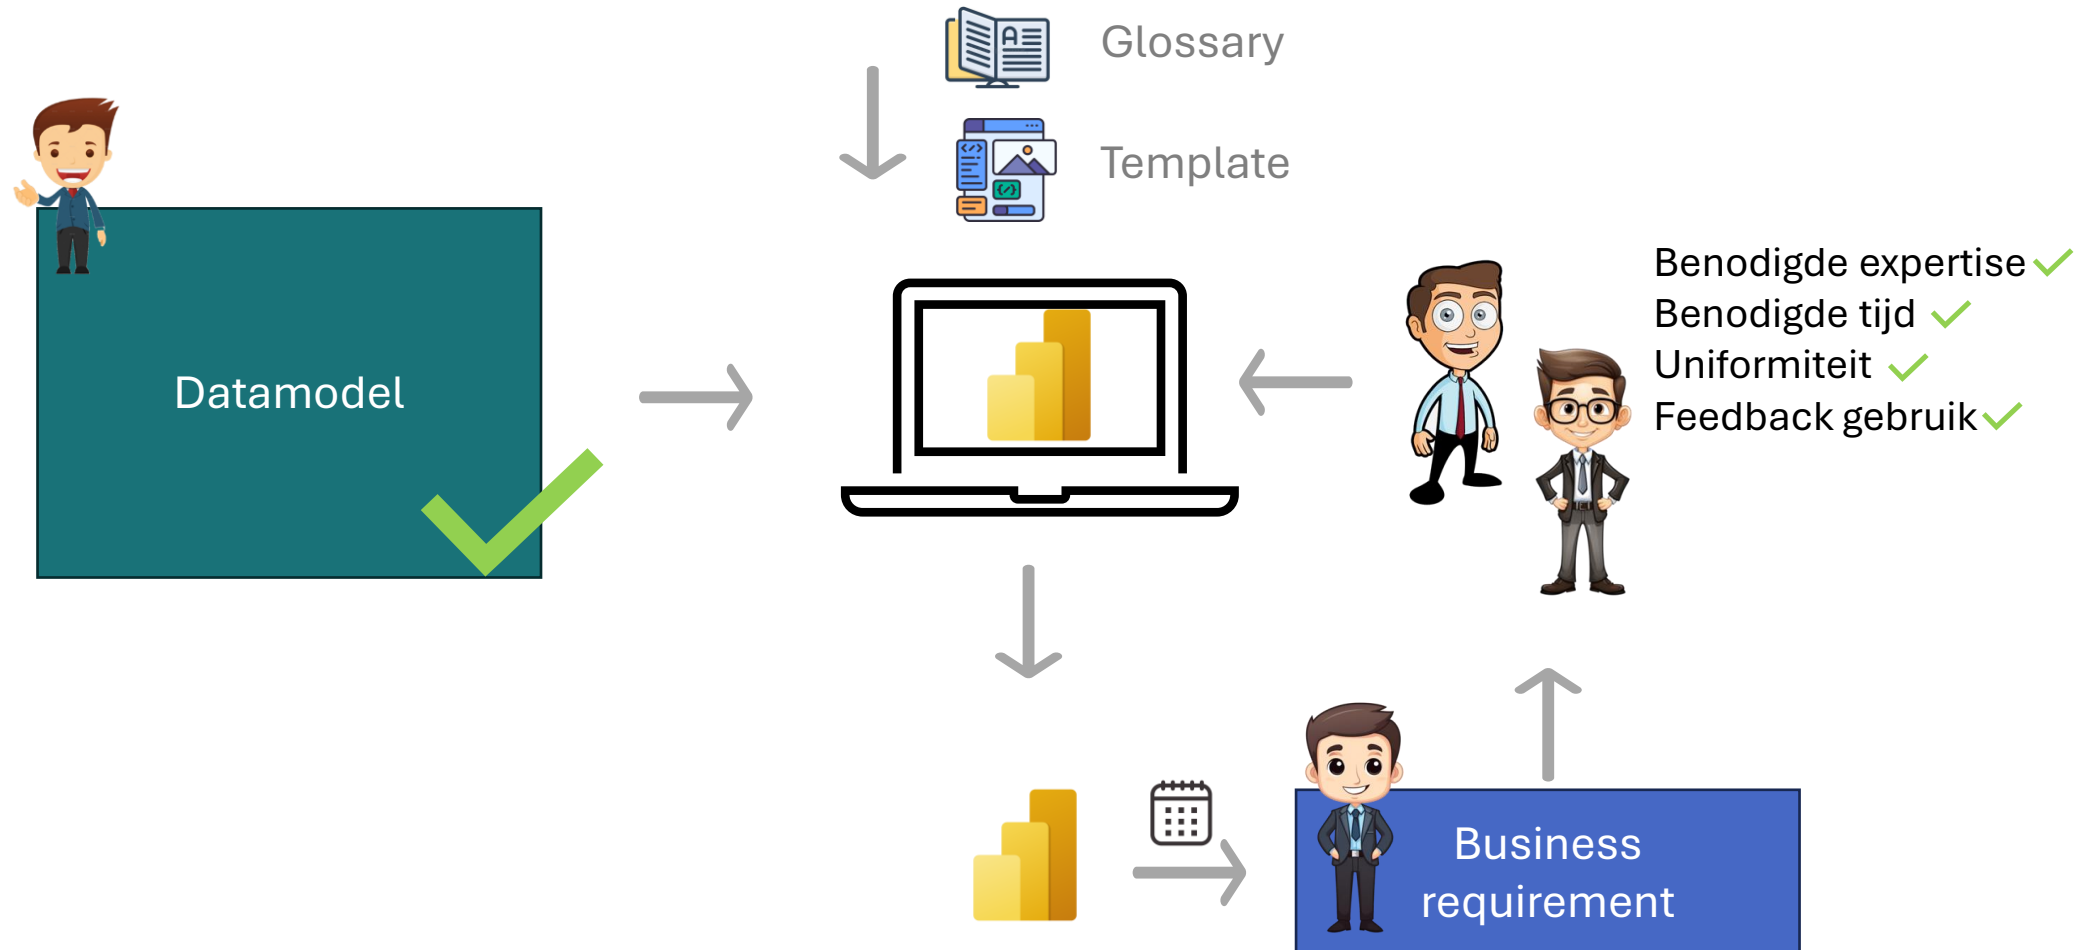 Glossary
Template
Datamodel
Benodigde expertise
Benodigde tijd
Uniformiteit
Feedback gebruik
Business
requirement